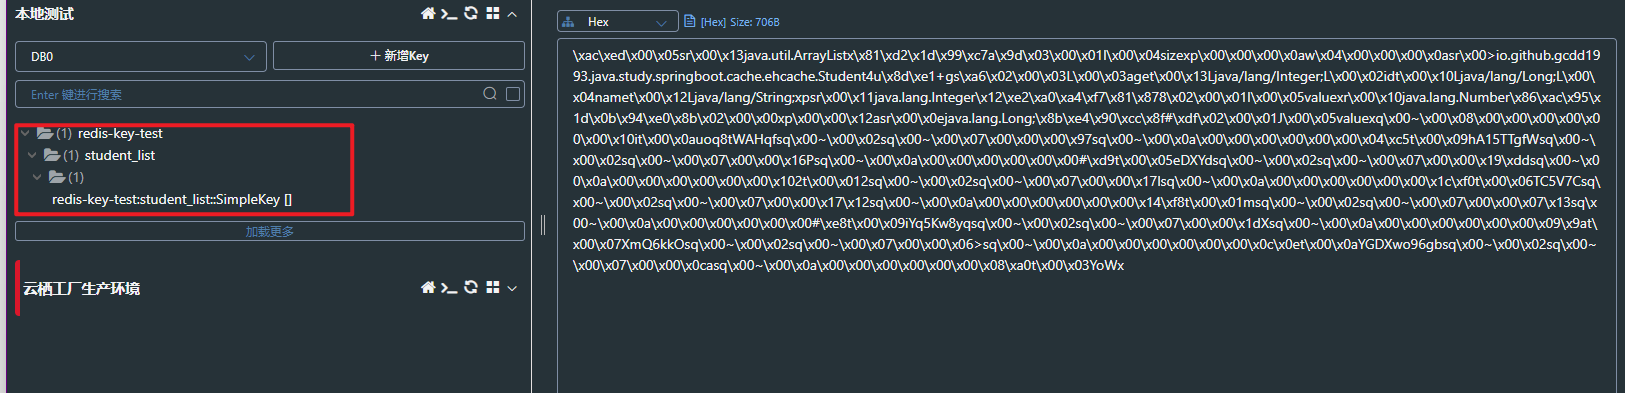 本地测试
DB0
新增Key
Enter 键进行搜索
(1) redis-key-test
(1) student_list
(1)
redis-key-test:student_list::SimpleKey []
加载更多
云栖工厂生产环境
Hex
[Hex] Size: 706B
\xac\xed\x00\x05sr\x00\x13java.util.ArrayListx\x81\xd2\x1d\x99\xc7a\x9d\x03\x00\x01I\x00\x04sizexp\x00\x00\x00\x0aw\x04\x00\x00\x00\x0asr\x00>io.github.gcdd19
93.java.study.springboot.cache.ehcache.Student4u\x8d\xe1+gs\xa6\x02\x00\x03L\x00\x03aget\x00\x13Ljava/lang/Integer;L\x00\x02idt\x00\x10Ljava/lang/Long;L\x00\
x04namet\x00\x12Ljava/lang/String;xpsr\x00\x11java.lang.Integer\x12\xe2\xa0\xa4\xf7\x81\x878\x02\x00\x01I\x00\x05valuexr\x00\x10java.lang.Number\x86\xac\x95\x
1d\x0b\x94\xe0\x8b\x02\x00\x00xp\x00\x00\x12asr\x00\x0ejava.lang.Long;\x8b\xe4\x90\xcc\x8f#\xdf\x02\x00\x01J\x00\x05valuexq\x00~\x00\x08\x00\x00\x00\x00\x00\x0
0\x00\x10it\x00\x0auoq8tWAHqfsq\x00~\x00\x02sq\x00~\x00\x07\x00\x00\x97sq\x00~\x00\x0a\x00\x00\x00\x00\x00\x00\x04\xc5t\x00\x09hA15TTgfWsq\x00~\
\x00\x02sq\x00~\x00\x07\x00\x00\x16Psq\x00~\x00\x0a\x00\x00\x00\x00\x00\x00#\xd9t\x00\x05eDXYdsq\x00~\x00\x02sq\x00~\x00\x07\x00\x00\x19\xddsq\x00~\x0
0\x0a\x00\x00\x00\x00\x00\x00\x102t\x00\x012sq\x00~\x00\x02sq\x00~\x00\x07\x00\x00\x17Isq\x00~\x00\x0a\x00\x00\x00\x00\x00\x00\x1c\xf0t\x00\x06TC5V7Csq\
\x00~\x00\x02sq\x00~\x00\x07\x00\x00\x17\x12sq\x00~\x00\x0a\x00\x00\x00\x00\x00\x00\x14\xf8t\x00\x01msq\x00~\x00\x02sq\x00~\x00\x07\x00\x00\x07\x13sq\x
00~\x00\x0a\x00\x00\x00\x00\x00\x00#\xe8t\x00\x09iYq5Kw8yqsq\x00~\x00\x02sq\x00~\x00\x07\x00\x00\x1dXsq\x00~\x00\x0a\x00\x00\x00\x00\x00\x00\x09\x9at\
\x00\x07XmQ6kkOsq\x00~\x00\x02sq\x00~\x00\x07\x00\x00\x06>sq\x00~\x00\x0a\x00\x00\x00\x00\x00\x00\x0c\x0et\x00\x0aYGDXwo96gbsq\x00~\x00\x02sq\x00~
\x00\x07\x00\x00\x0casq\x00~\x00\x0a\x00\x00\x00\x00\x00\x00\x08\xa0t\x00\x03YoWx